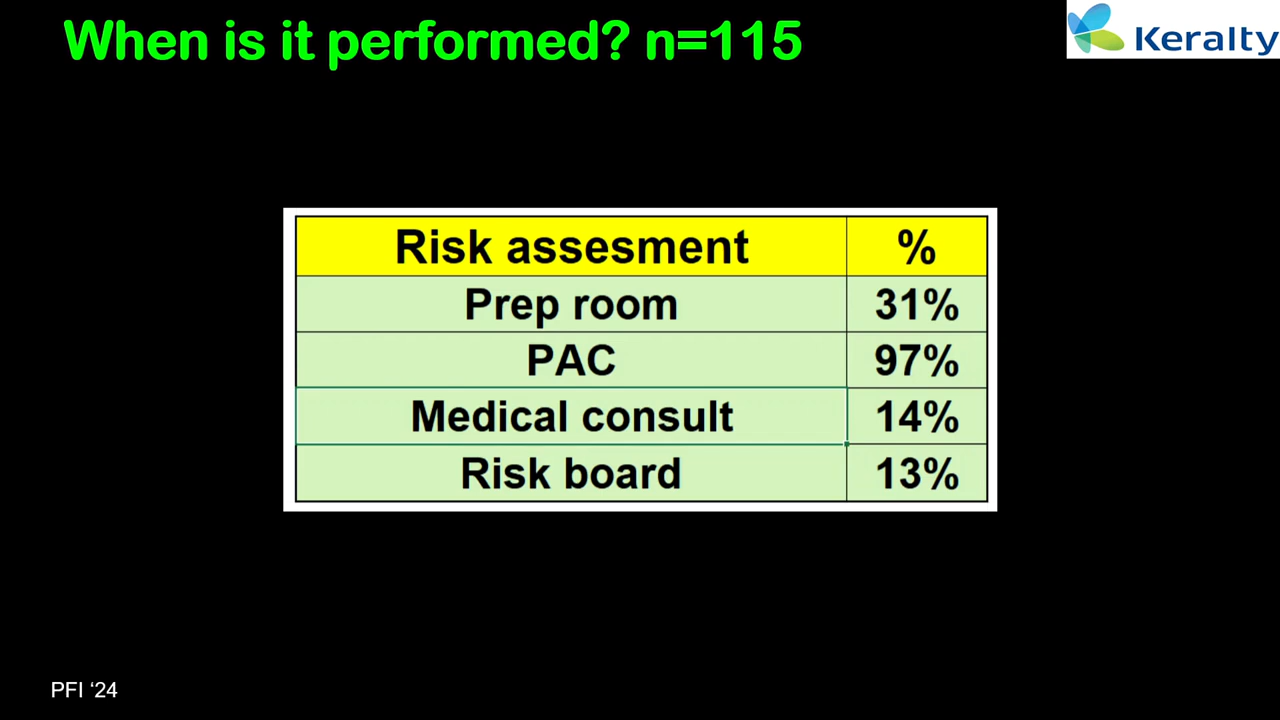 When is it performed? n=115
Keralty
Risk assesment %
Prep room 31%
PAC 97%
Medical consult 14%
Risk board 13%
PFI ‘24